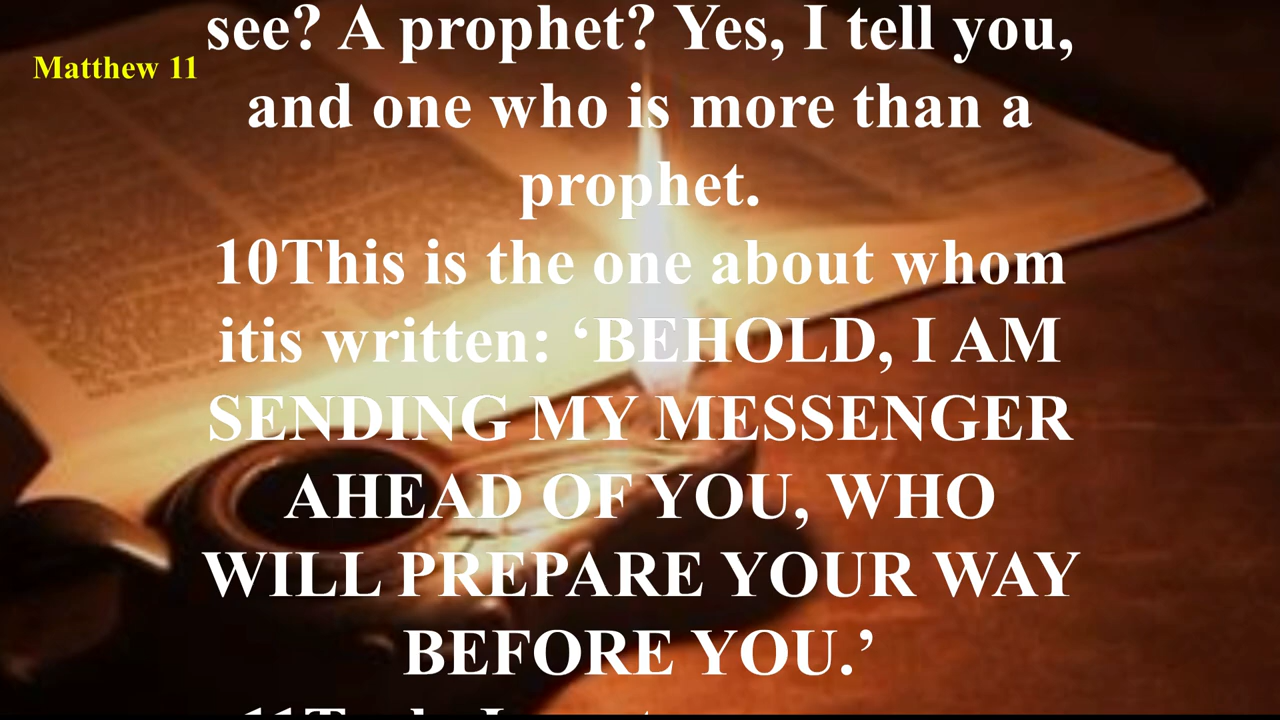 see? A prophet? Yes, I tell you,
Matthew 11
and one who is more than a
prophet.
10This is the one about whom
itis written: ‘BEHOLD, I AM
SENDING MY MESSENGER
AHEAD OF YOU, WHO
WILL PREPARE YOUR WAY
BEFORE YOU.’